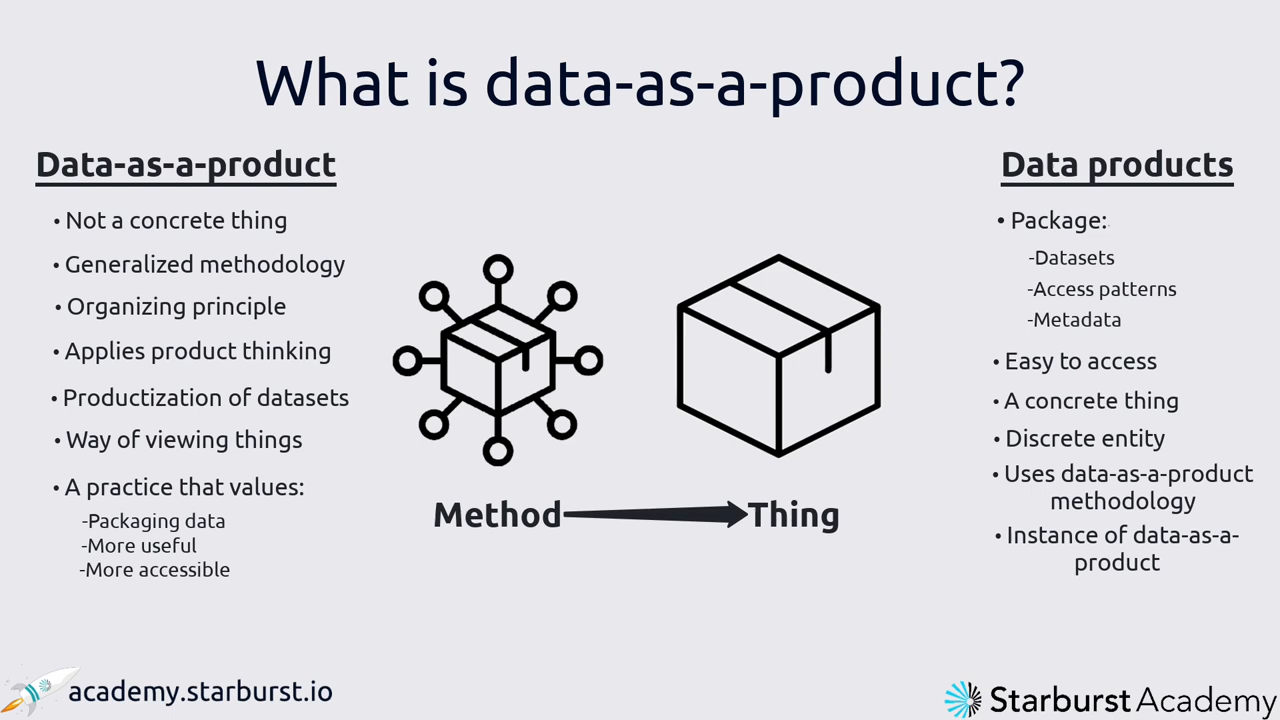 What is data-as-a-product?
Data-as-a-product
• Not a concrete thing
• Generalized methodology
• Organizing principle
• Applies product thinking
• Productization of datasets
• Way of viewing things
• A practice that values:
-Packaging data
-More useful
-More accessible
Method
Thing
Data products
• Package:
-Datasets
-Access patterns
-Metadata
• Easy to access
• A concrete thing
• Discrete entity
• Uses data-as-a-product
methodology
• Instance of data-as-a-
product
academy.starburst.io
Starburst Academy